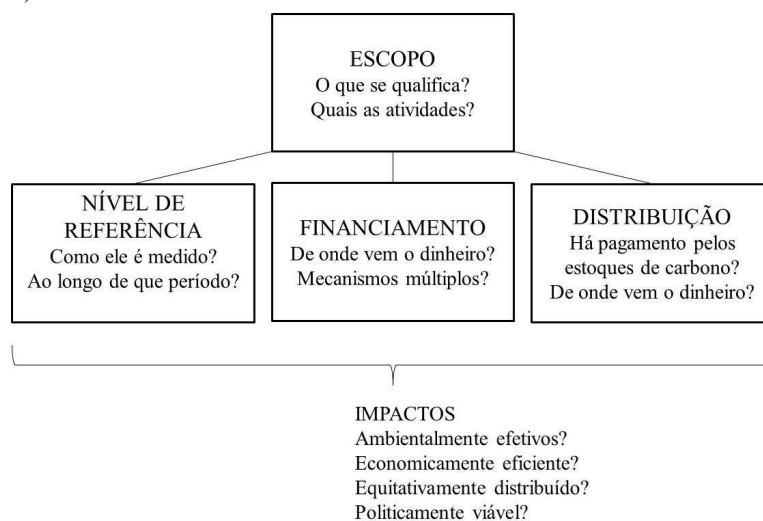 ESCOPO
O que se qualifica?
Quais as atividades?
NÍVEL DE
REFERÊNCIA
Como ele é medido?
Ao longo de que período?
FINANCIAMENTO
De onde vem o dinheiro?
Mecanismos múltiplos?
DISTRIBUIÇÃO
Há pagamento pelos
estoques de carbono?
De onde vem o dinheiro?
IMPACTOS
Ambientalmente efetivos?
Economicamente eficiente?
Equitativamente distribuído?
Politicamente viável?